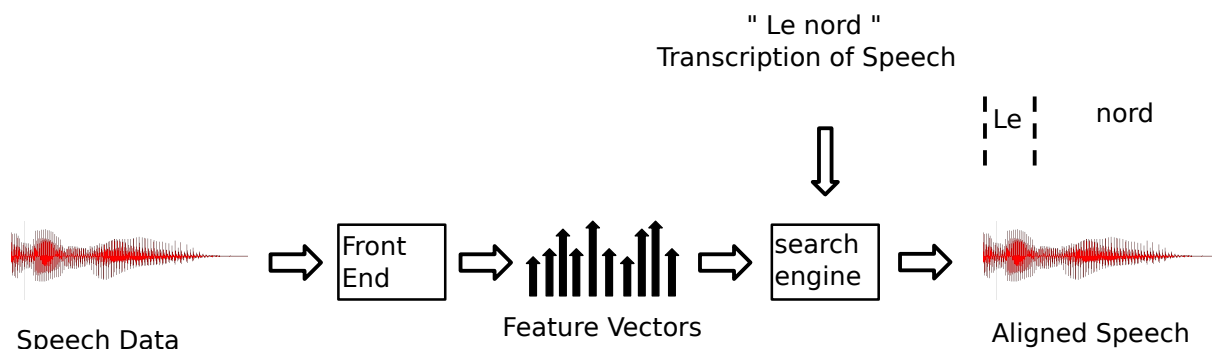 " Le nord "
Transcription of Speech
Le
nord
Front
End
search
engine
Speech Data
Feature Vectors
Aligned Speech